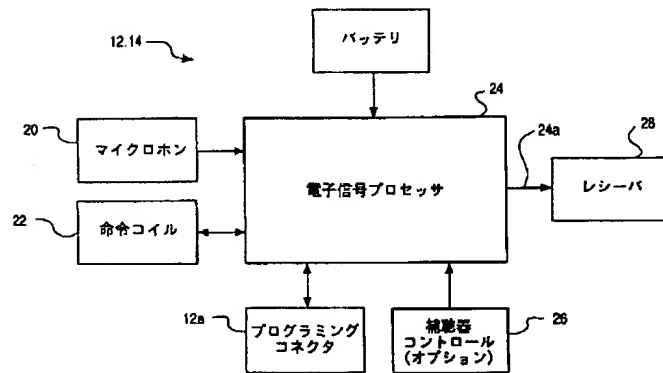 12.14
バッテリ
24
20
マイクロホン
電子信号プロセッサ
24a
28
レシーバ
22
命令コイル
12a
プログラミング
コネクタ
補聴器
コントロール
(オプション)
26